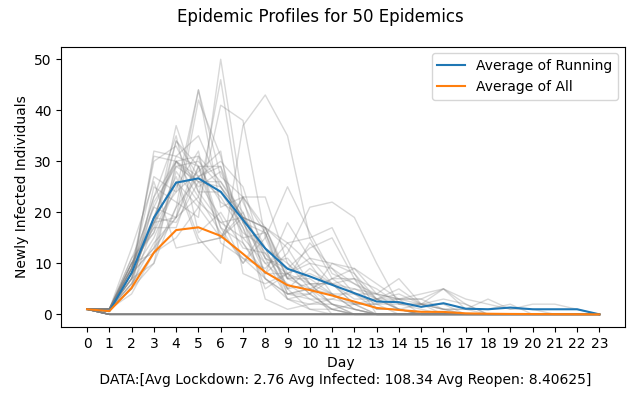 Epidemic Profiles for 50 Epidemics
Average of Running
Average of All
Newly Infected Individuals
50
40
30
20
10
0
0 1 2 3 4 5 6 7 8 9 10 11 12 13 14 15 16 17 18 19 20 21 22 23
Day
DATA:[Avg Lockdown: 2.76 Avg Infected: 108.34 Avg Reopen: 8.40625]